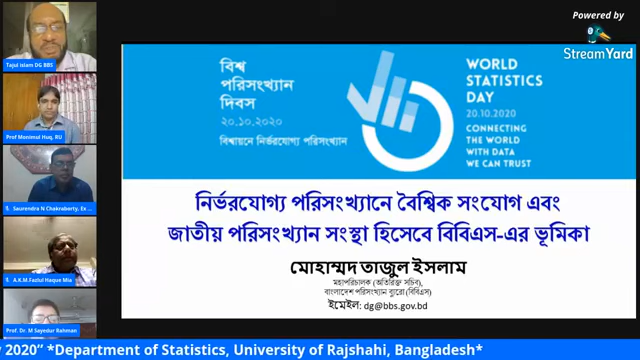 Powered by
StreamYard
Tajul islam DG BBS
Prof Monimul Huq, RU
Saurendra N Chakraborty, Ex ...
A.K.M.Fazlul Haque Mia
Prof. Dr. M Sayedur Rahman
বিশ্ব
পরিসংখ্যান
দিবস
২০.১০.২০২০
বিশ্বায়নে নির্ভরযোগ্য পরিসংখ্যান
WORLD
STATISTICS
DAY
20.10.2020
CONNECTING
THE WORLD
WITH DATA
WE CAN TRUST
নির্ভরযোগ্য পরিসংখ্যানে বৈশ্বিক সংযোগ এবং
জাতীয় পরিসংখ্যান সংস্থা হিসেবে বিবিএস-এর ভূমিকা
মোহাম্মদ তাজুল ইসলাম
মহাপরিচালক (অতিরিক্ত সচিব),
বাংলাদেশ পরিসংখ্যান ব্যুরো (বিবিএস)
ইমেইল: dg@bbs.gov.bd
2020" *Department of Statistics, University of Rajshahi, Bangladesh*